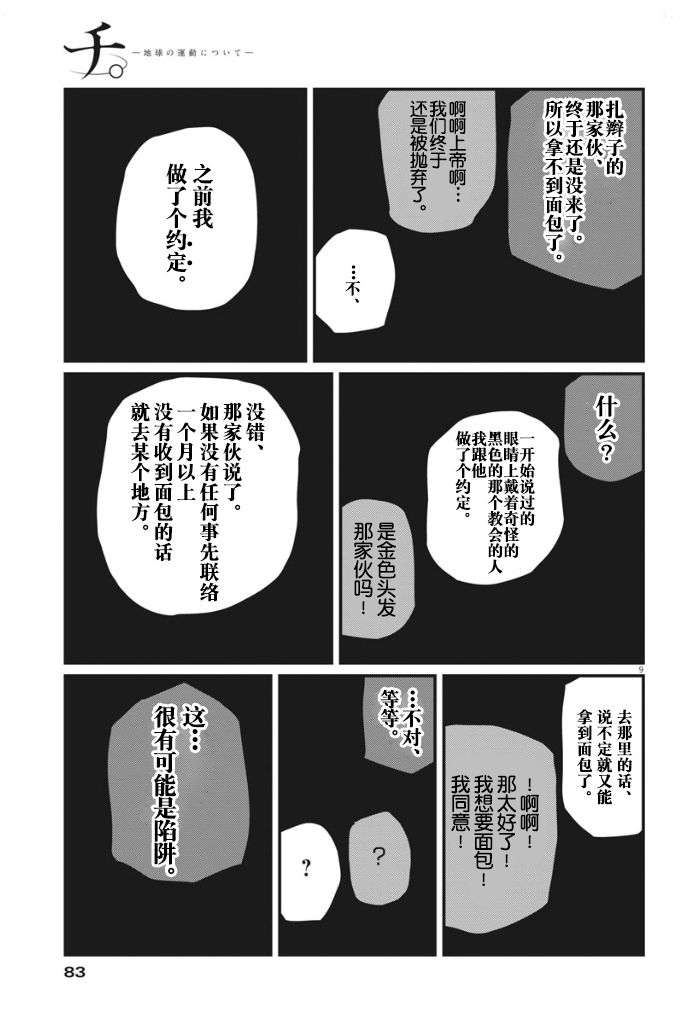 チ。
—地球の運動について—
扎辫子的
那家伙、
终于还是没来了。
所以拿不到面包了。
啊啊上帝啊…
我们终于
还是被抛弃了。
…不、
之前我
做了个约定。
什么？
一开始说过的
眼睛上戴着奇怪的
黑色的那个教会的人
我跟他
做了个约定。
是金色头发
那家伙吗！
没错、
那家伙说了。
如果没有任何事先联络
一个月以上
没有收到面包的话
就去某个地方。
9
去那里的话、
说不定就又能
拿到面包了。
！啊啊！
那太好了！
我想要面包！
我同意！
…不对、
等等。
？
？
这…
很有可能是陷阱。
83